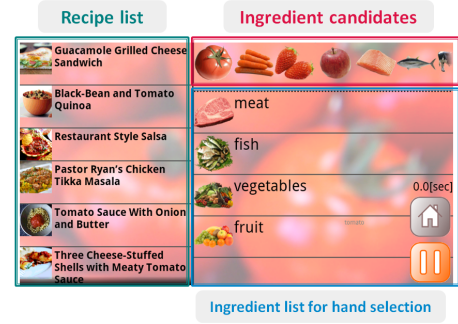 Recipe list
Ingredient candidates
Guacamole Grilled Cheese
Sandwich
Black-Bean and Tomato
Quinoa
Restaurant Style Salsa
Pastor Ryan's Chicken
Tikka Masala
Tomato Sauce With Onion
and Butter
Three Cheese-Stuffed
Shells with Meaty Tomato
Sauce
meat
fish
vegetables
0.0[sec]
fruit
tomato
Ingredient list for hand selection